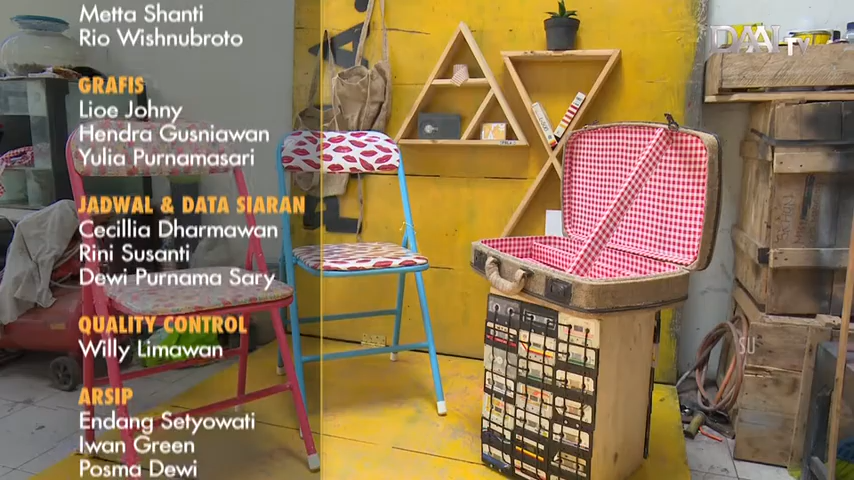 Metta Shanti
Rio Wishnubroto
GRAFIS
Lioe Johny
Hendra Gusniawan
Yulia Purnamasari
JADWAL & DATA SIARAN
Cecillia Dharmawan
Rini Susanti
Dewi Purnama Sary
QUALITY CONTROL
Willy Limawan
ARSIP
Endang Setyowati
Iwan Green
Posma Dewi
DAAI TV
SU